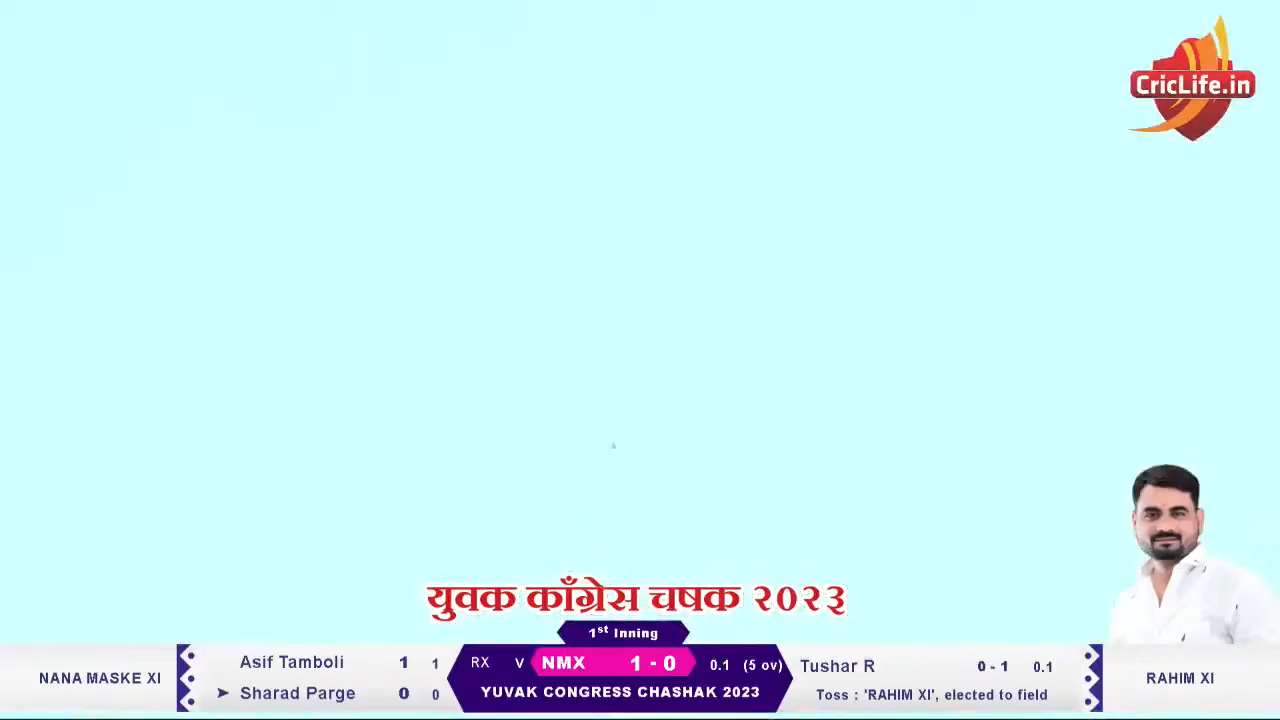 CricLife.in
युवक काँग्रेस चषक २०२३
1st Inning
NANA MASKE XI
Asif Tamboli 1 1
➤ Sharad Parge 0 0
RX v NMX 1 - 0 0.1 (5 ov)
YUVAK CONGRESS CHASHAK 2023
Tushar R 0 - 1 0.1
Toss : 'RAHIM XI', elected to field
RAHIM XI